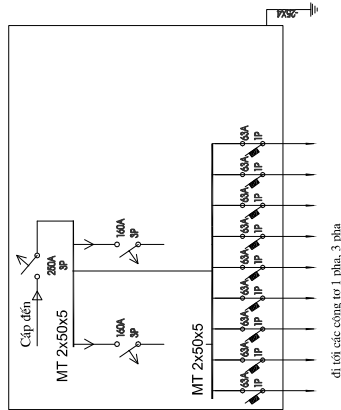 -25X4
Cáp đến
250A
3P
MT 2x50x5
160A
3P
160A
3P
MT 2x50x5
63A
1P
63A
1P
63A
1P
63A
1P
63A
1P
63A
1P
63A
1P
63A
1P
63A
1P
đi tới các công tơ 1 pha, 3 pha